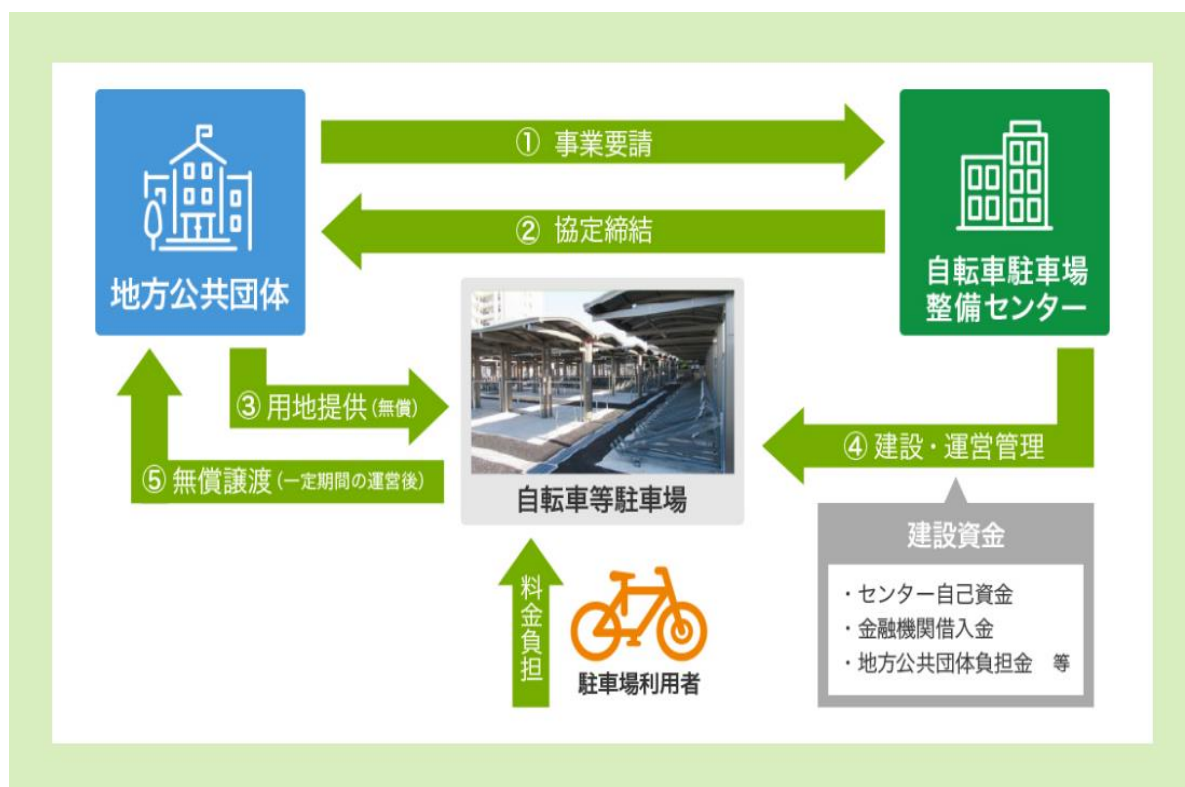 ① 事業要請
② 協定締結
地方公共団体
自転車駐車場
整備センター
③ 用地提供(無償)
④ 建設・運営管理
⑤ 無償譲渡(一定期間の運営後)
自転車等駐車場
建設資金
・センター自己資金
・金融機関借入金
・地方公共団体負担金 等
料金負担
駐車場利用者